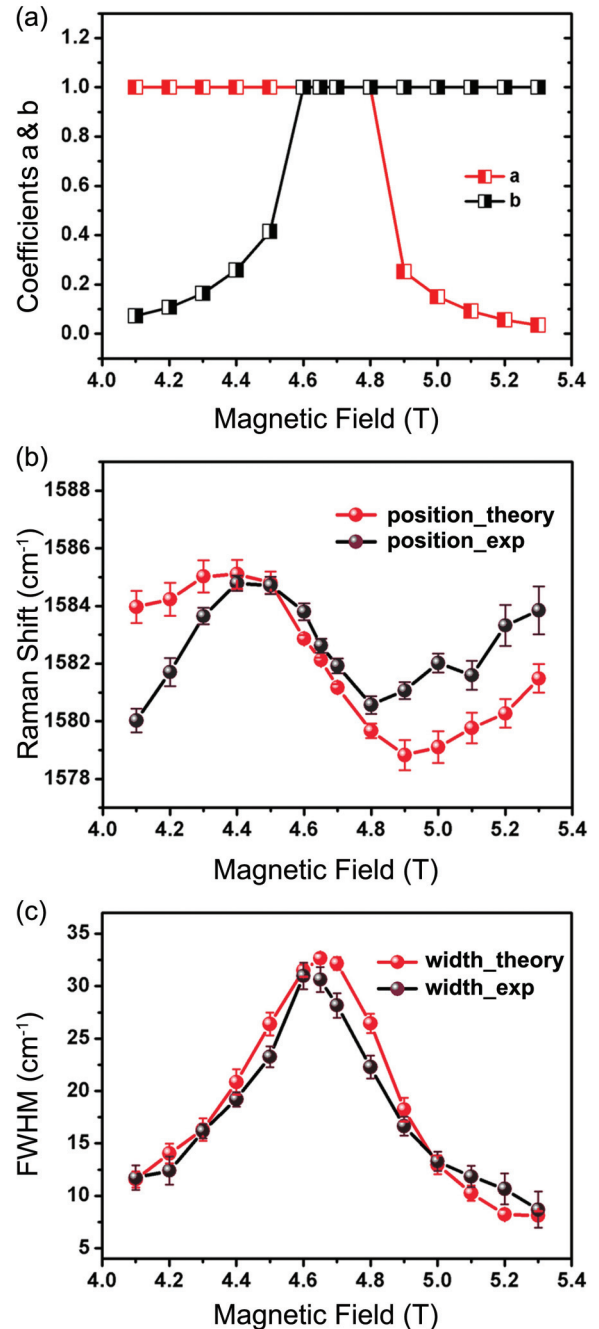 (a)
1.2
1.0
0.8
0.6
0.4
0.2
0.0
Coefficients a & b
a
b
4.0 4.2 4.4 4.6 4.8 5.0 5.2 5.4
Magnetic Field (T)
(b)
1588
1586
1584
1582
1580
1578
Raman Shift (cm-1)
position_theory
position_exp
4.0 4.2 4.4 4.6 4.8 5.0 5.2 5.4
Magnetic Field (T)
(c)
40
35
30
25
20
15
10
5
FWHM (cm-1)
width_theory
width_exp
4.0 4.2 4.4 4.6 4.8 5.0 5.2 5.4
Magnetic Field (T)